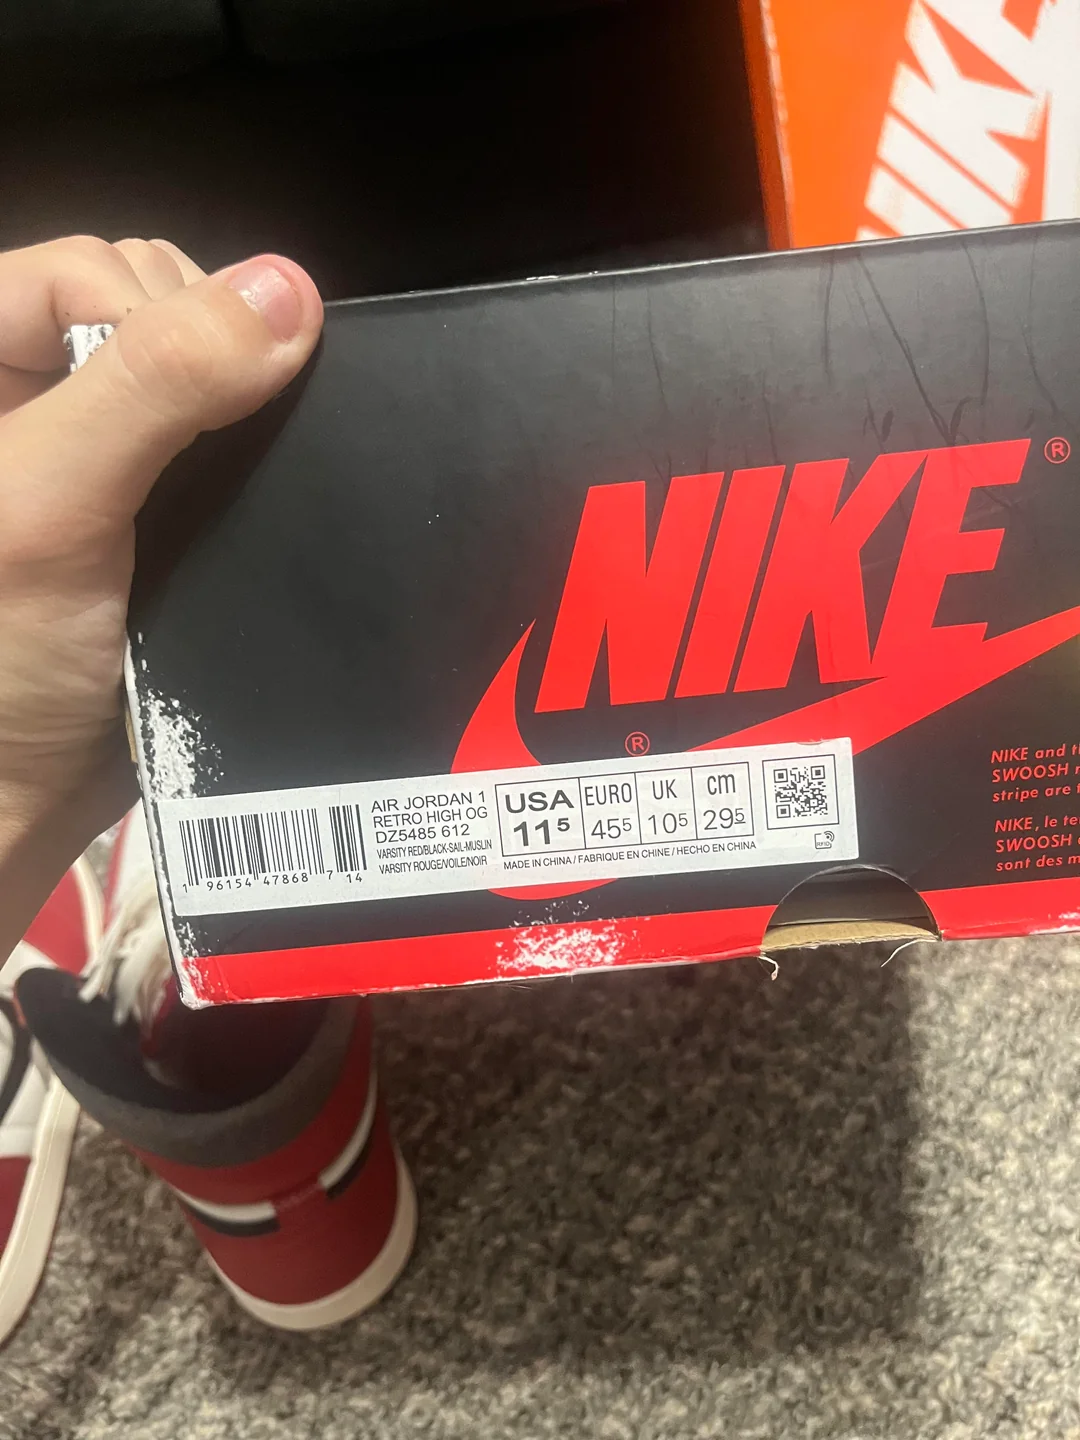 NIKE
NIKE ®
®
AIR JORDAN 1
RETRO HIGH OG
DZ5485 612
VARSITY RED/BLACK-SAIL-MUSLIN
VARSITY ROUGE/VOILE/NOIR
1 96154 47868 7 14
USA EURO UK cm
11⁵ 45⁵ 10⁵ 29⁵
MADE IN CHINA / FABRIQUE EN CHINE / HECHO EN CHINA
RFID
NIKE and
SWOOSH
stripe are
NIKE, le
SWOOSH
sont des